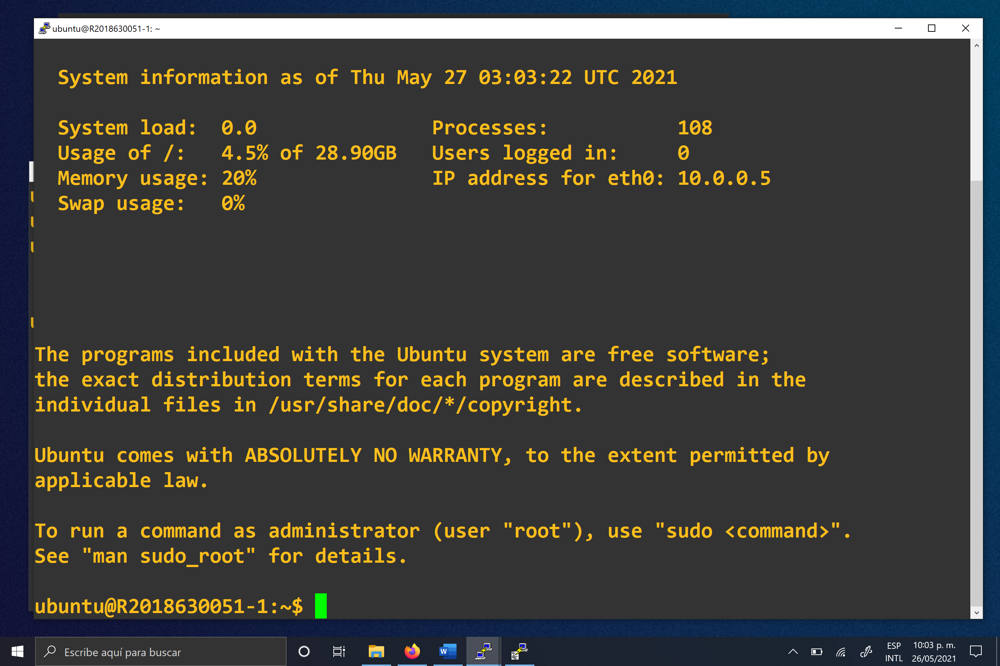 ubuntu@R2018630051-1: ~
System information as of Thu May 27 03:03:22 UTC 2021
System load:   0.0               Processes:           108
Usage of /:   4.5% of 28.90GB   Users logged in:     0
Memory usage: 20%               IP address for eth0: 10.0.0.5
Swap usage:   0%
The programs included with the Ubuntu system are free software;
the exact distribution terms for each program are described in the
individual files in /usr/share/doc/*/copyright.
Ubuntu comes with ABSOLUTELY NO WARRANTY, to the extent permitted by
applicable law.
To run a command as administrator (user "root"), use "sudo <command>".
See "man sudo_root" for details.
ubuntu@R2018630051-1:~$
Escribe aquí para buscar
W
ESP
INTL
10:03 p. m.
26/05/2021